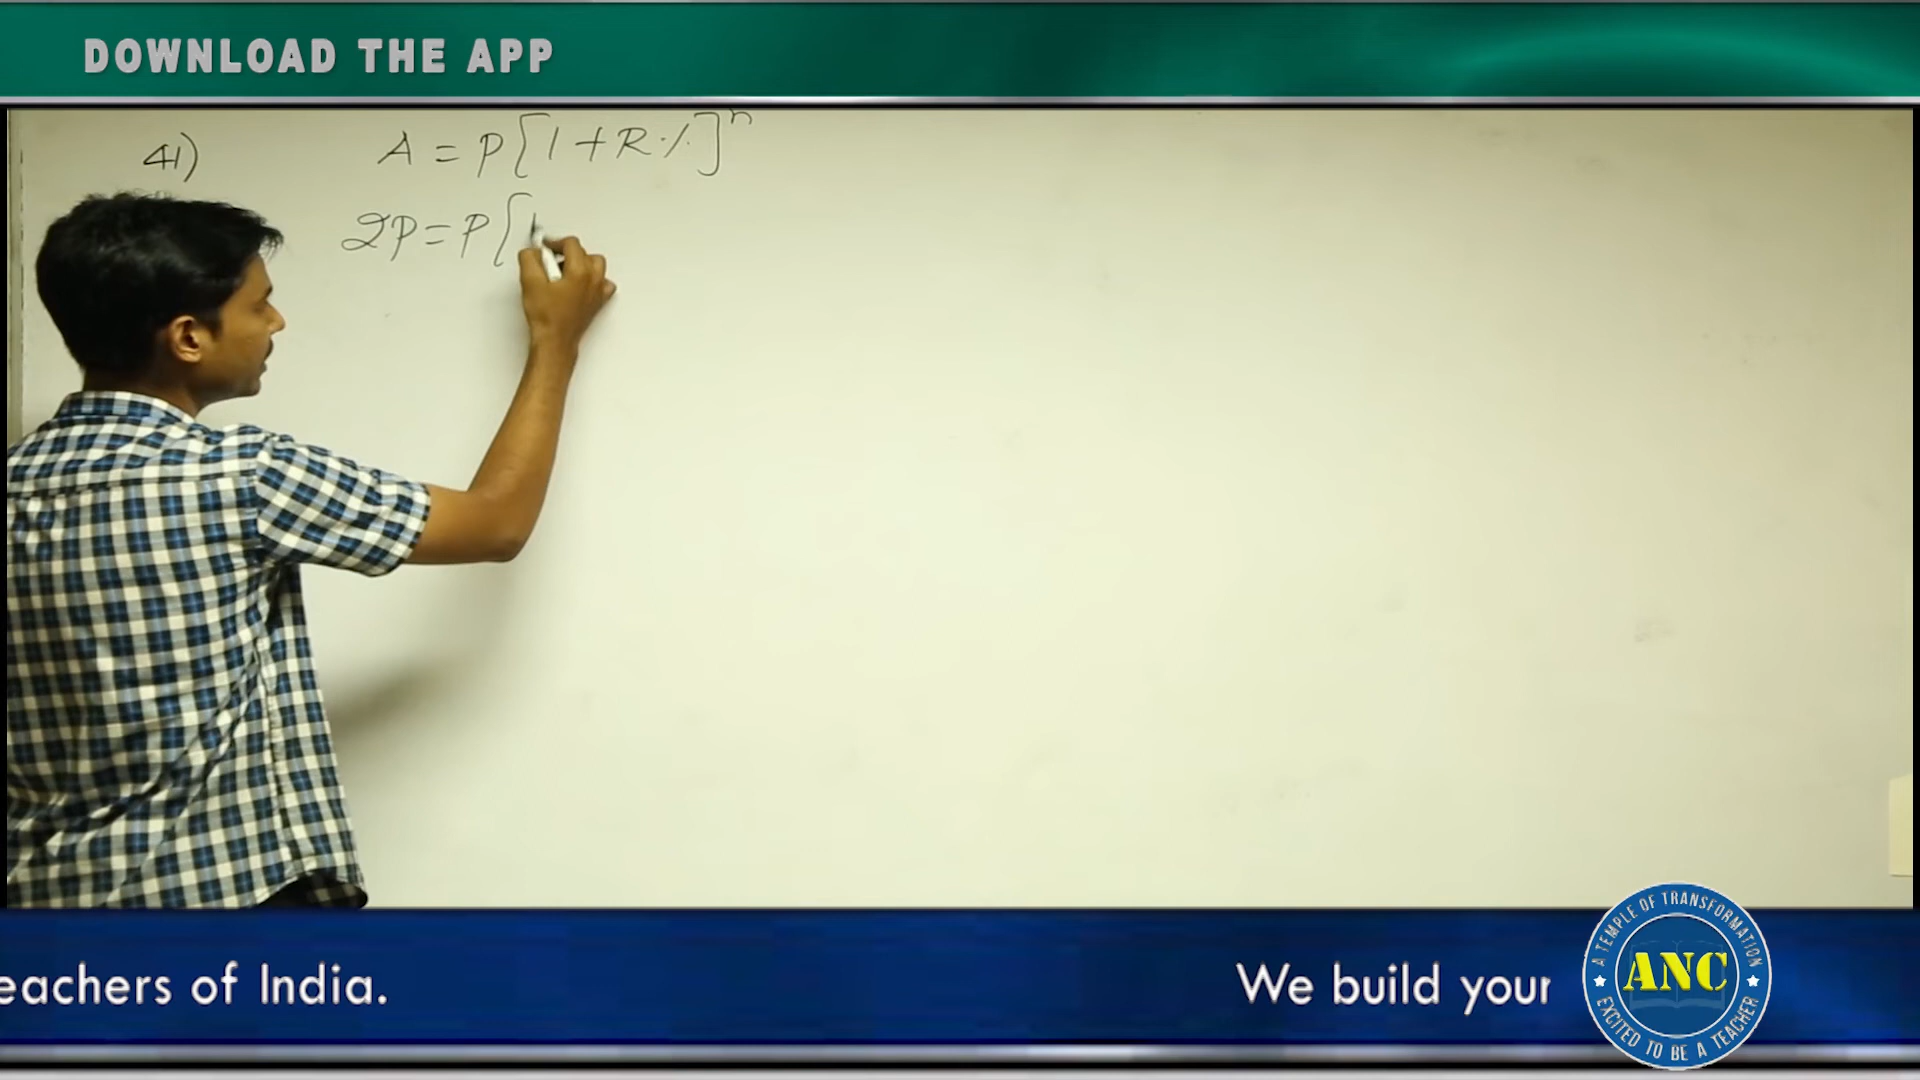 DOWNLOAD THE APP
41)
A = P[1+R%]ⁿ
2P = P[1
eachers of India.
We build your
A TEMPLE OF TRANSFORMATION
ANC
EXCITED TO BE A TEACHER